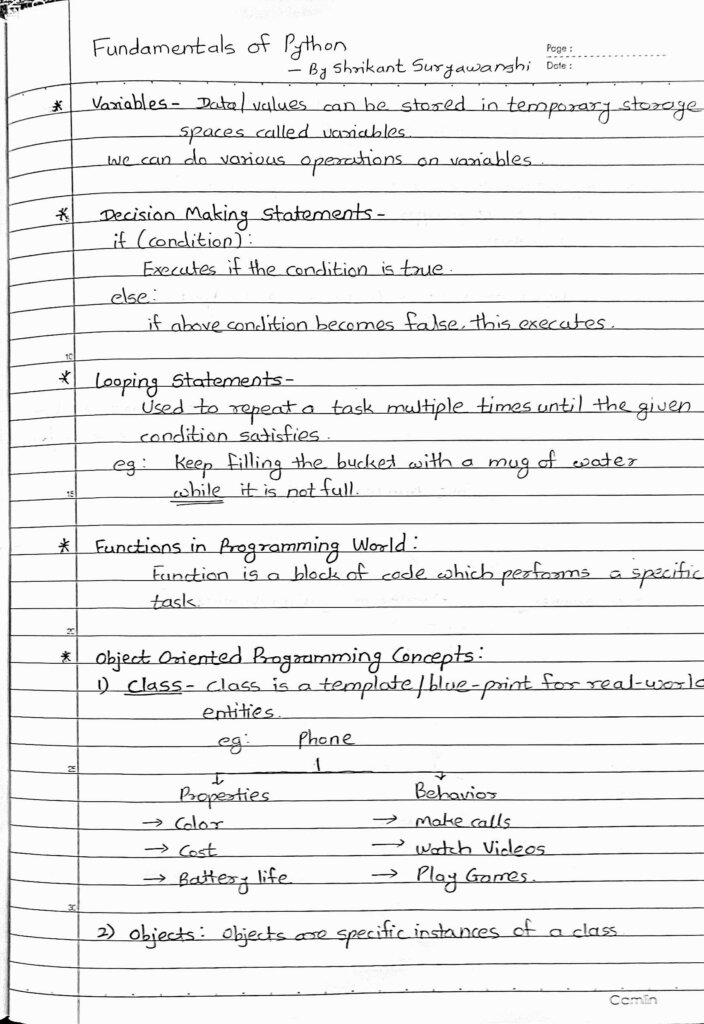 Fundamentals of Python
Page :
- By Shrikant Suryawanshi
Date :
* Variables - Data/values can be stored in temporary storage
spaces called variables.
We can do various operations on variables.
* Decision Making Statements -
if (condition):
Executes if the condition is true.
else:
if above condition becomes false, this executes.
10
* Looping Statements -
Used to repeat a task multiple times until the given
condition satisfies.
eg: Keep filling the bucket with a mug of water
15
while it is not full.
* Functions in Programming World:
Function is a block of code which performs a specific
task.
20
* Object Oriented Programming Concepts:
1) Class - Class is a template/blue-print for real-world
entities.
eg: Phone
25
Properties Behavior
→ Color → Make calls
→ Cost → Watch Videos
→ Battery life → Play Games.
30
2) Objects: Objects are specific instances of a class
Camlin